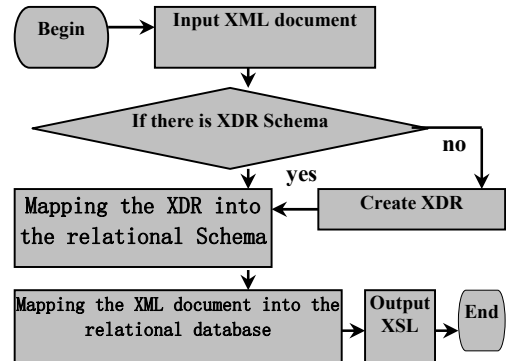 Begin
Input XML document
If there is XDR Schema
no
yes
Mapping the XDR into
the relational Schema
Create XDR
Mapping the XML document into the
relational database
Output
XSL
End